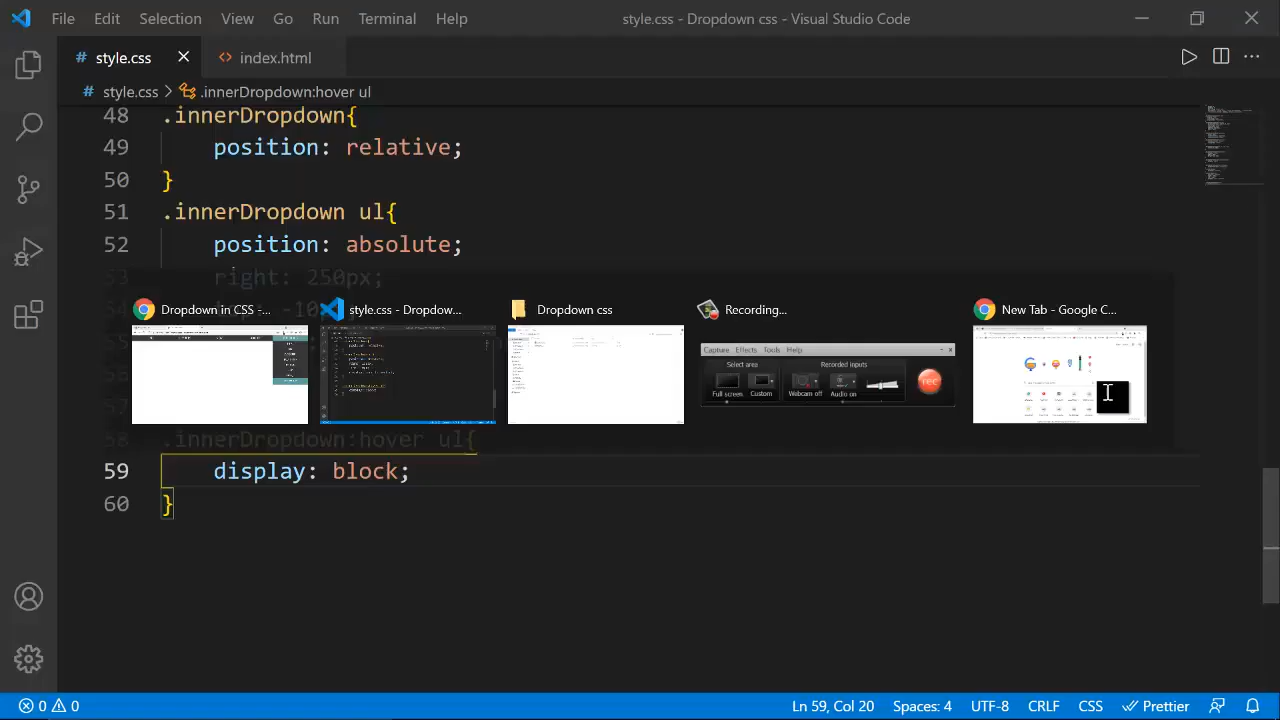 File Edit Selection View Go Run Terminal Help
style.css - Dropdown css - Visual Studio Code
# style.css
<> index.html
# style.css > .innerDropdown:hover ul
48 .innerDropdown{
49 position: relative;
50 }
51 .innerDropdown ul{
52 position: absolute;
right: 250px;
Dropdown in CSS -...
style.css - Dropdow...
Dropdown css
Recording...
New Tab - Google C...
Capture Effects Tools Help
Select area Recorded inputs
Full screen Custom Webcam off Audio on
rec
.innerDropdown:hover ul{
59 display: block;
60 }
0 0 Ln 59, Col 20 Spaces: 4 UTF-8 CRLF CSS Prettier